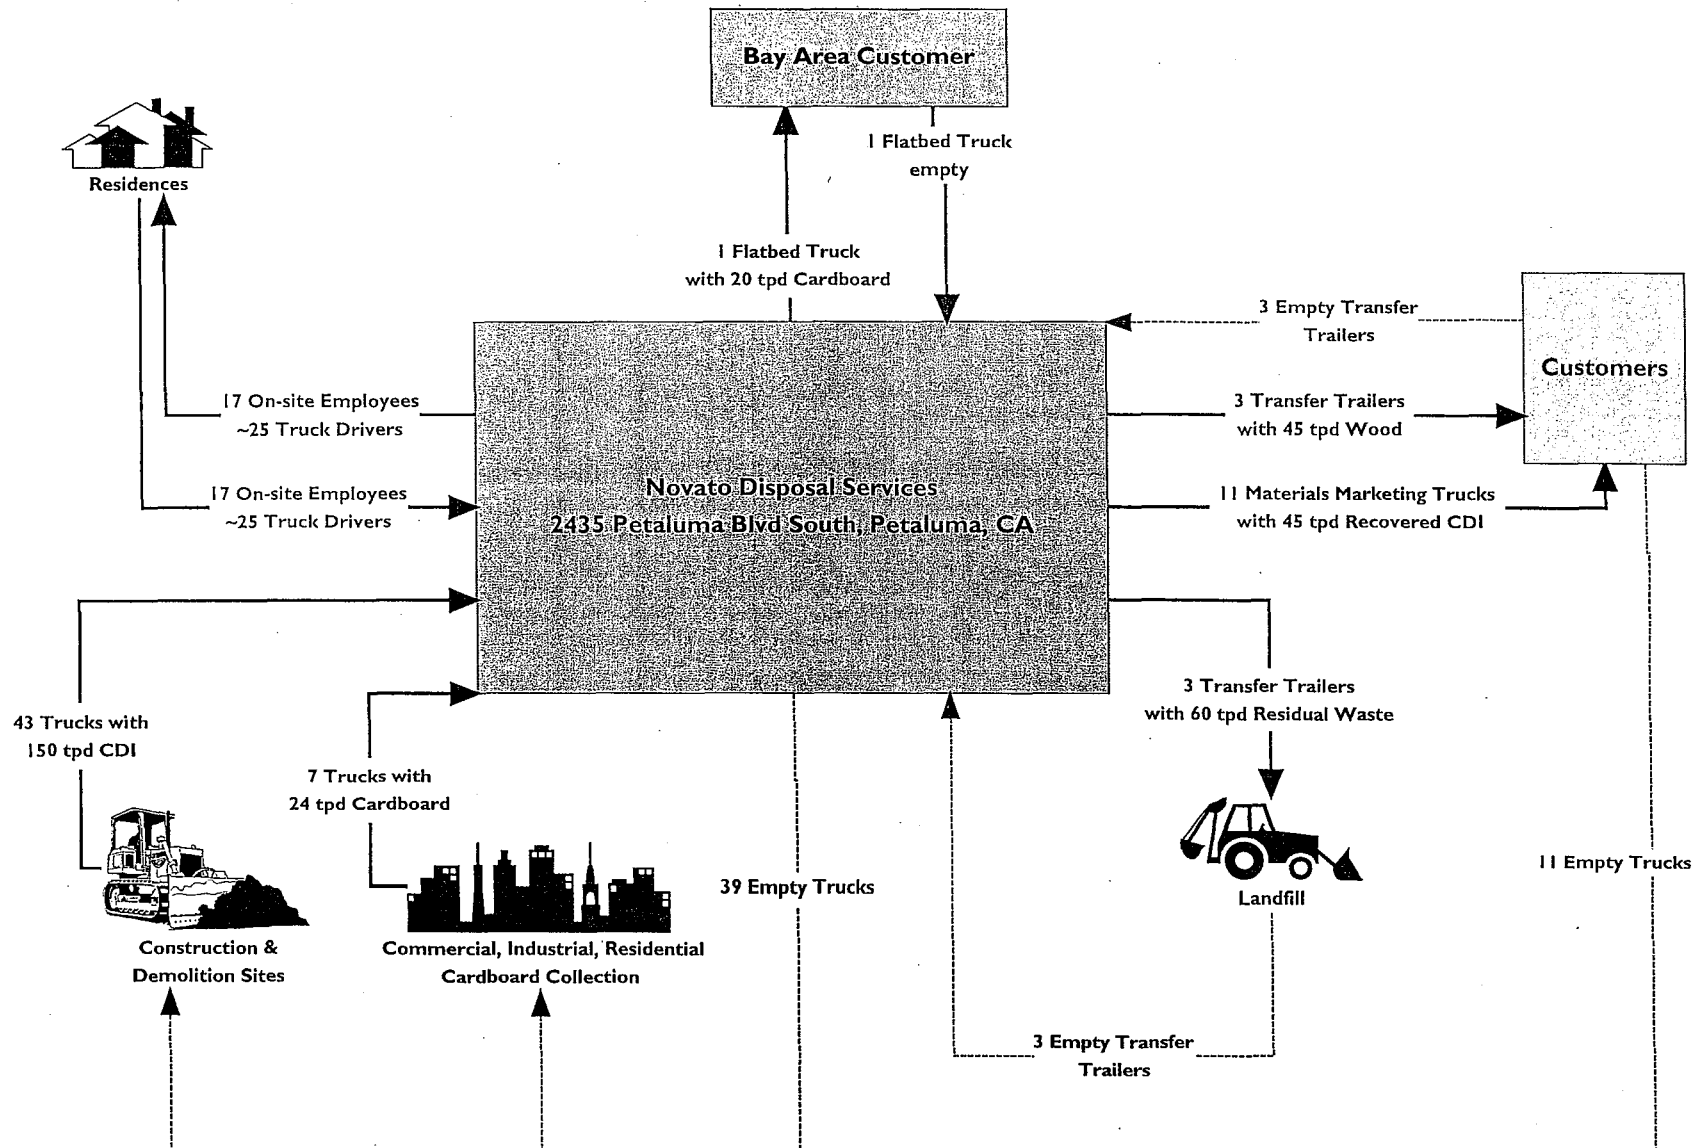 Bay Area Customer
1 Flatbed Truck
empty
Residences
1 Flatbed Truck
with 20 tpd Cardboard
3 Empty Transfer
Trailers
Customers
17 On-site Employees
~25 Truck Drivers
3 Transfer Trailers
with 45 tpd Wood
17 On-site Employees
~25 Truck Drivers
Novato Disposal Services
2435 Petaluma Blvd South, Petaluma, CA
11 Materials Marketing Trucks
with 45 tpd Recovered CDI
43 Trucks with
150 tpd CDI
7 Trucks with
24 tpd Cardboard
3 Transfer Trailers
with 60 tpd Residual Waste
39 Empty Trucks
Landfill
11 Empty Trucks
Construction &
Demolition Sites
Commercial, Industrial, Residential
Cardboard Collection
3 Empty Transfer
Trailers